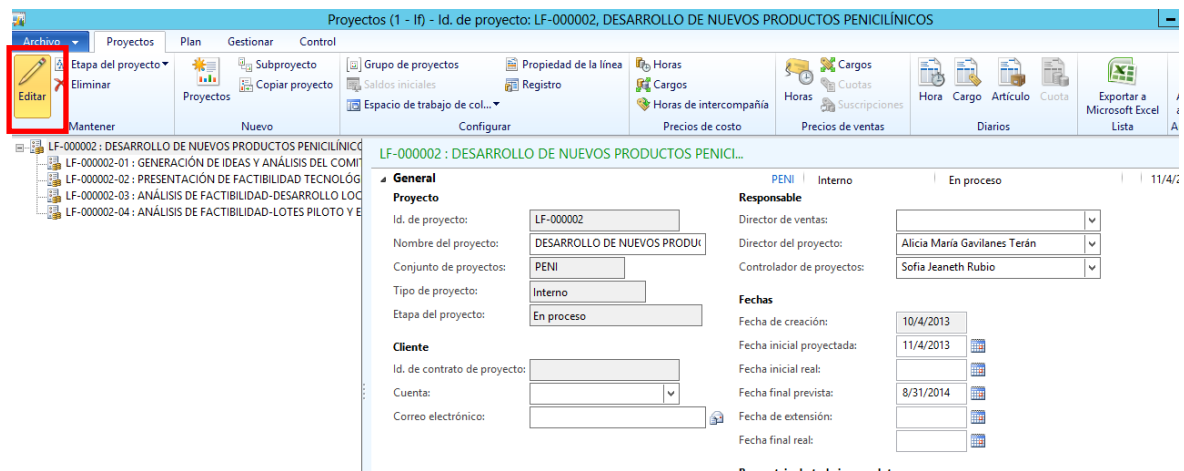 Proyectos (1 - lf) - Id. de proyecto: LF-000002, DESARROLLO DE NUEVOS PRODUCTOS PENICILÍNICOS
Archivo Proyectos Plan Gestionar Control
Editar
Etapa del proyecto
Eliminar
Mantener
Proyectos
Subproyecto
Copiar proyecto
Nuevo
Grupo de proyectos
Saldos iniciales
Espacio de trabajo de col...
Propiedad de la línea
Registro
Configurar
Horas
Cargos
Horas de intercompañía
Precios de costo
Horas
Cargos
Cuotas
Suscripciones
Precios de ventas
Hora Cargo Artículo Cuota
Diarios
Exportar a
Microsoft Excel
Lista
LF-000002 : DESARROLLO DE NUEVOS PRODUCTOS PENICILÍNICO
LF-000002-01 : GENERACIÓN DE IDEAS Y ANÁLISIS DEL COMI
LF-000002-02 : PRESENTACIÓN DE FACTIBILIDAD TECNOLÓG
LF-000002-03 : ANÁLISIS DE FACTIBILIDAD-DESARROLLO LOC
LF-000002-04 : ANÁLISIS DE FACTIBILIDAD-LOTES PILOTO Y E
LF-000002 : DESARROLLO DE NUEVOS PRODUCTOS PENICI...
General PENI Interno En proceso 11/4/2
Proyecto
Id. de proyecto: LF-000002
Nombre del proyecto: DESARROLLO DE NUEVOS PRODU
Conjunto de proyectos: PENI
Tipo de proyecto: Interno
Etapa del proyecto: En proceso
Cliente
Id. de contrato de proyecto:
Cuenta:
Correo electrónico:
Responsable
Director de ventas:
Director del proyecto: Alicia María Gavilanes Terán
Controlador de proyectos: Sofia Jeaneth Rubio
Fechas
Fecha de creación: 10/4/2013
Fecha inicial proyectada: 11/4/2013
Fecha inicial real:
Fecha final prevista: 8/31/2014
Fecha de extensión:
Fecha final real: